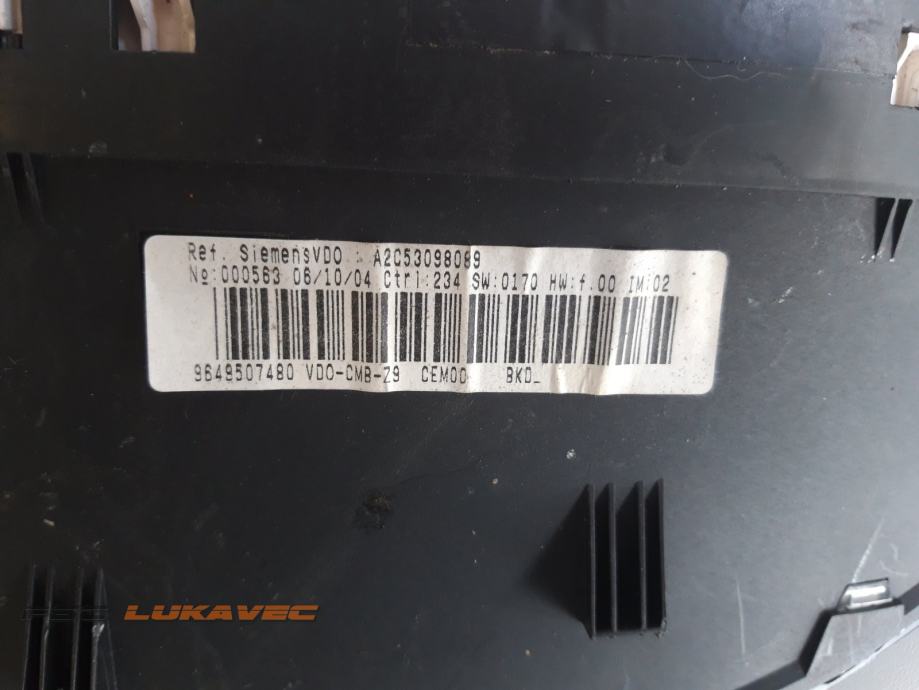 Ref. SiemensVDO : A2C53098089
No:000563 06/10/04 Ctrl:234 SW:0170 HW:f.00 IM:02
9649507480 VDO-CMB-Z9 CEM00 BKD_
LUKAVEC